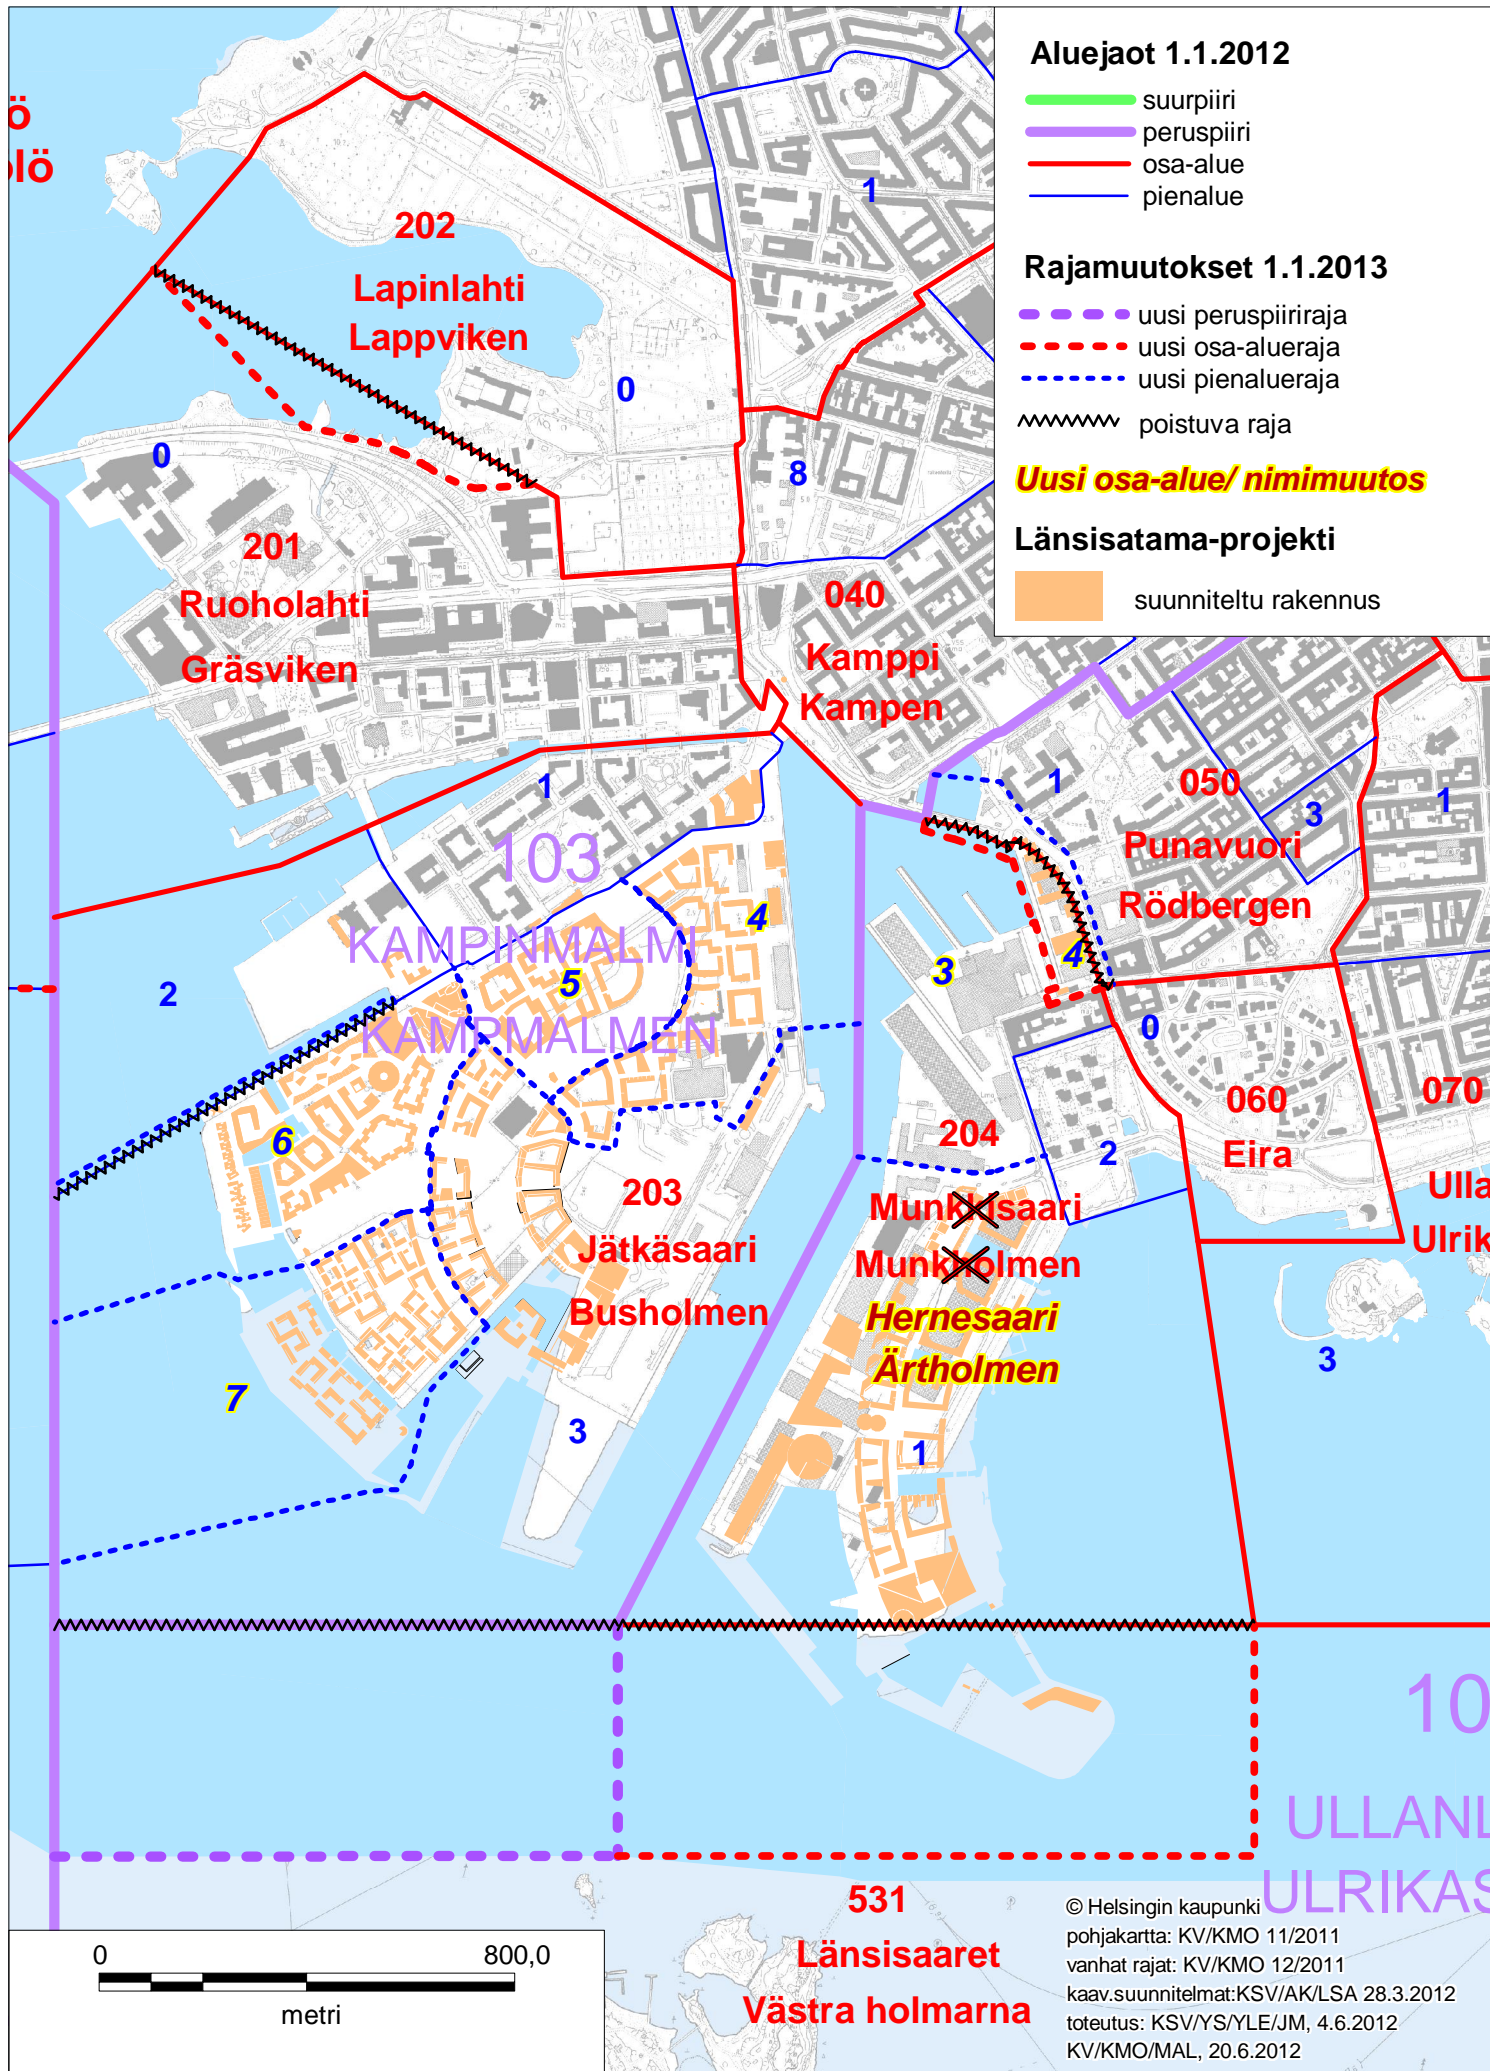 Aluejaot 1.1.2012
suurpiiri
peruspiiri
osa-alue
pienalue
Rajamuutokset 1.1.2013
uusi peruspiiriraja
uusi osa-alueraja
uusi pienalueraja
poistuva raja
Uusi osa-alue/ nimimuutos
Länsisatama-projekti
suunniteltu rakennus
ö
lö
202
Lapinlahti
Lappviken
0
1
0
8
201
Ruoholahti
Gräsviken
040
Kamppi
Kampen
1
103
KAMPINMALMI
KAMPMALMEN
1
050
Punavuori
Rödbergen
3
1
2
5
4
3
4
0
6
7
203
Jätkäsaari
Busholmen
3
204
Munkkisaari
Munkholmen
Hernesaari
Ärtholmen
1
2
060
Eira
070
Ulla
Ulrik
3
10
ULLANL
ULRIKAS
531
Länsisaaret
Västra holmarna
0
800,0
metri
© Helsingin kaupunki
pohjakartta: KV/KMO 11/2011
vanhat rajat: KV/KMO 12/2011
kaav.suunnitelmat:KSV/AK/LSA 28.3.2012
toteutus: KSV/YS/YLE/JM, 4.6.2012
KV/KMO/MAL, 20.6.2012